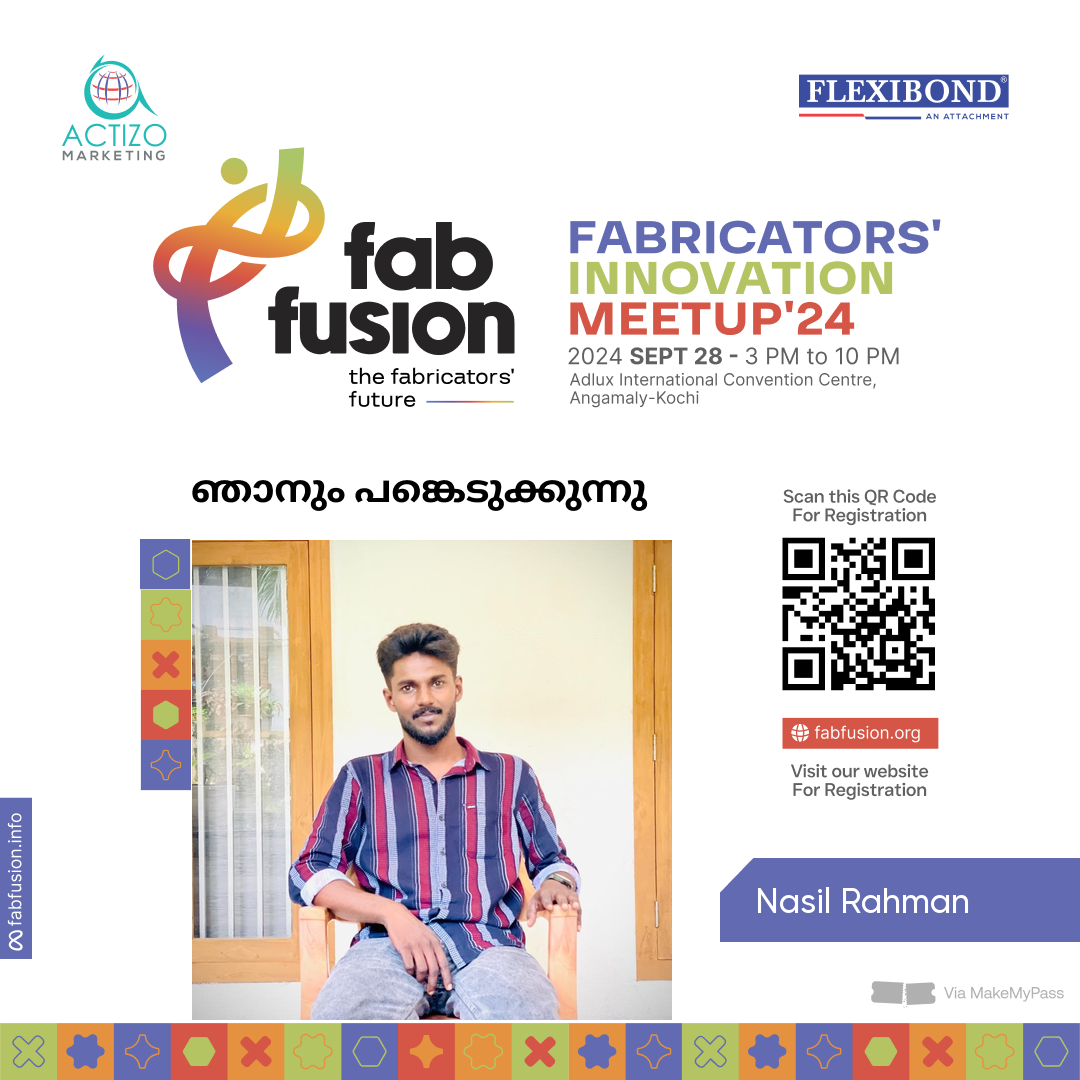 ACTIZO
MARKETING
FLEXIBOND®
AN ATTACHMENT
fab
fusion
the fabricators'
future
FABRICATORS'
INNOVATION
MEETUP'24
2024 SEPT 28 - 3 PM to 10 PM
Adlux International Convention Centre,
Angamaly-Kochi
ഞാനും പങ്കെടുക്കുന്നു
Scan this QR Code
For Registration
fabfusion.org
Visit our website
For Registration
fabfusion.info
Nasil Rahman
Via MakeMyPass